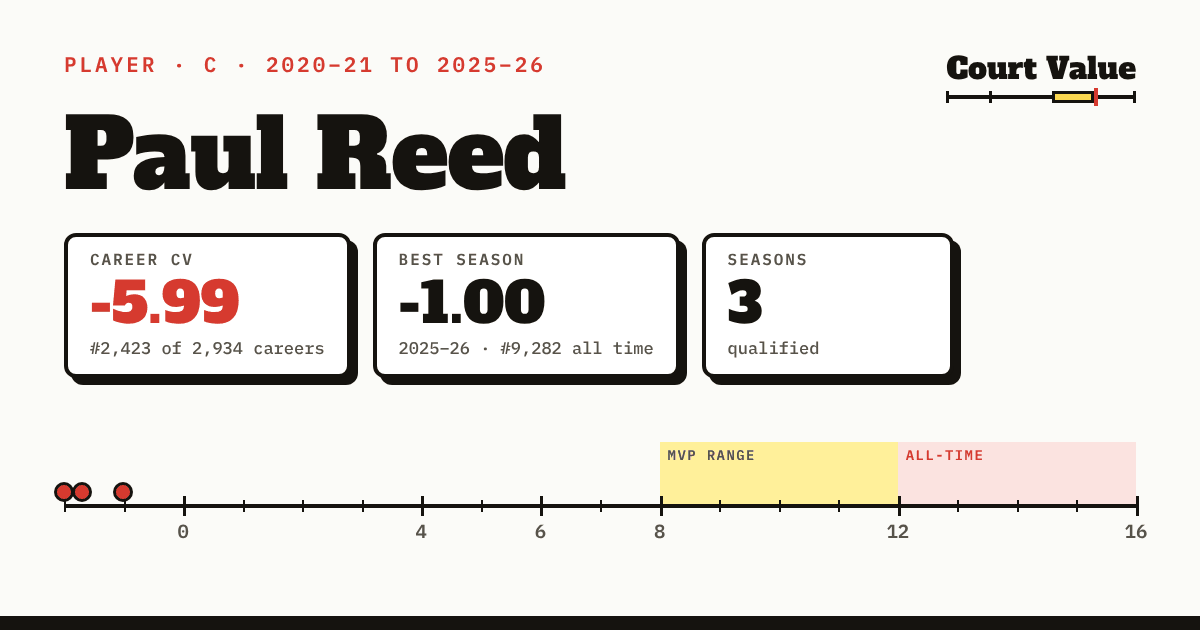 PLAYER · C · 2020–21 TO 2025–26
Court Value
Paul Reed
CAREER CV
-5.99
#2,423 of 2,934 careers
BEST SEASON
-1.00
2025–26 · #9,282 all time
SEASONS
3
qualified
MVP RANGE
ALL-TIME
0 4 6 8 12 16